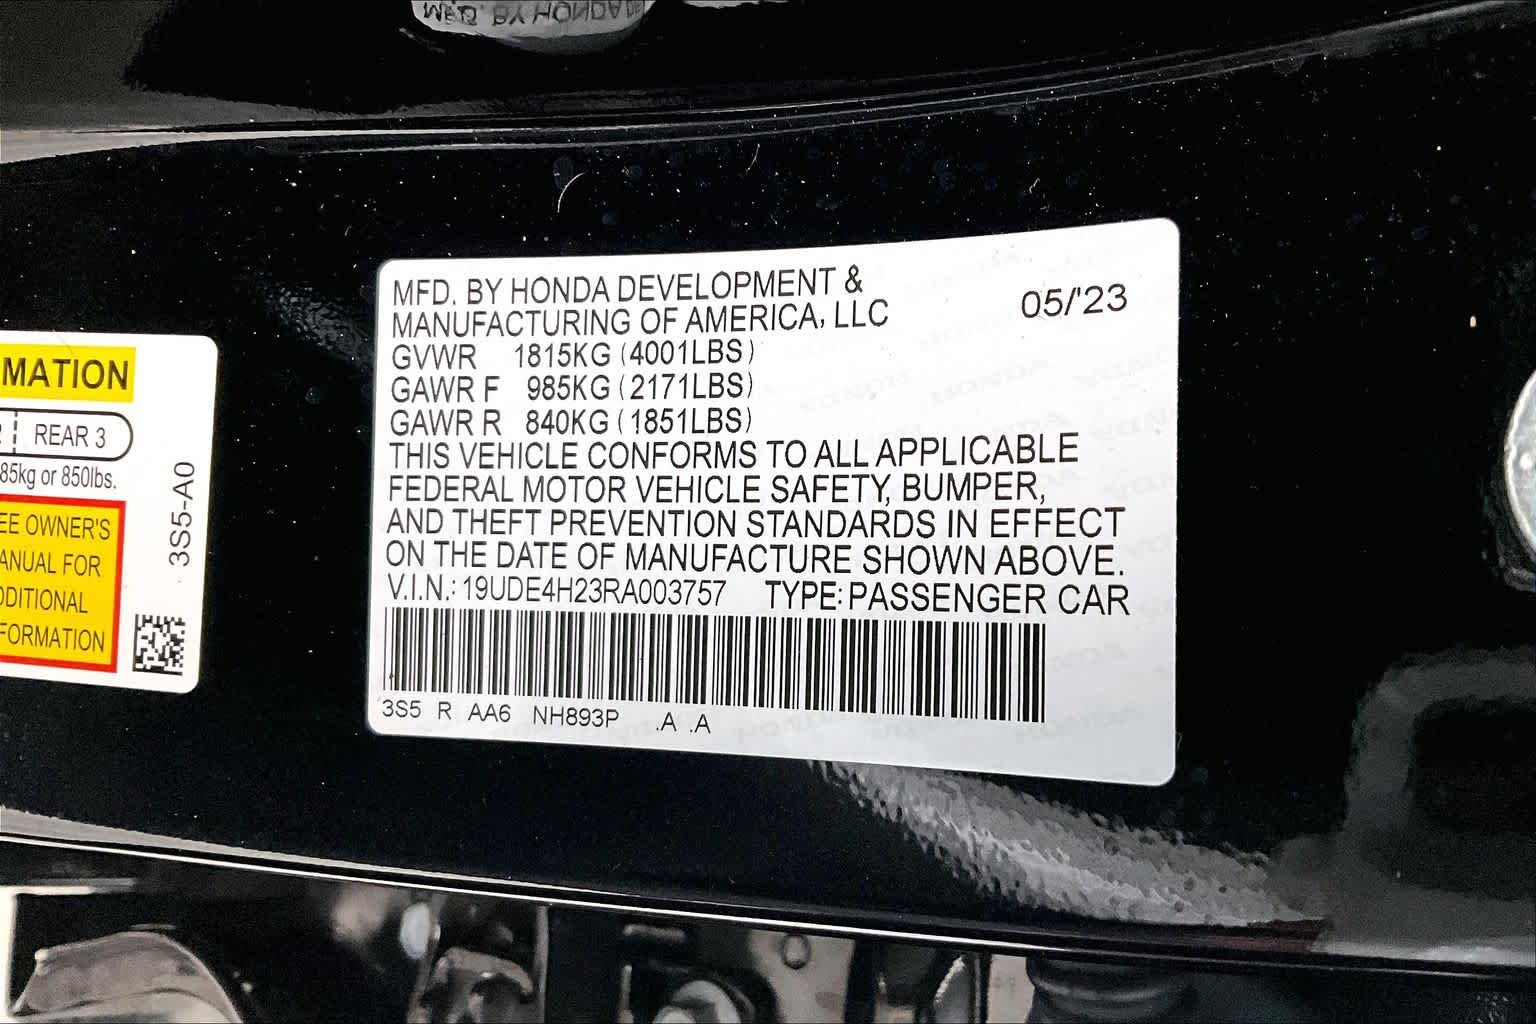 MFD. BY HONDA
MFD. BY HONDA DEVELOPMENT &
MANUFACTURING OF AMERICA, LLC
05/'23
GVWR 1815KG (4001LBS)
GAWR F 985KG (2171LBS)
GAWR R 840KG (1851LBS)
THIS VEHICLE CONFORMS TO ALL APPLICABLE
FEDERAL MOTOR VEHICLE SAFETY, BUMPER,
AND THEFT PREVENTION STANDARDS IN EFFECT
ON THE DATE OF MANUFACTURE SHOWN ABOVE.
V.I.N.: 19UDE4H23RA003757 TYPE: PASSENGER CAR
3S5 R AA6 NH893P .A .A
MATION
REAR 3
85kg or 850lbs.
EE OWNER'S
ANUAL FOR
DDITIONAL
FORMATION
3S5-A0